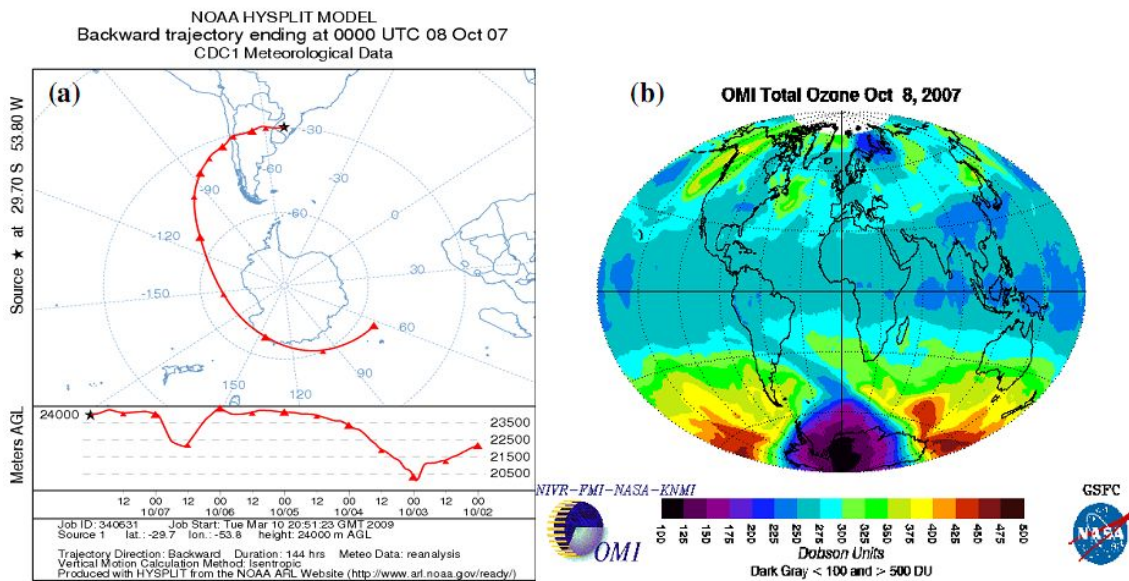 NOAA HYSPLIT MODEL
Backward trajectory ending at 0000 UTC 08 Oct 07
CDC1 Meteorological Data
(a)
Source ★ at 29.70 S 53.80 W
-30
-60
-90
-60
-30
-120
0
-150
30
60
150
120
90
Meters AGL
24000
23500
22500
21500
20500
12 00 12 00 12 00 12 00 12 00 12 00
10/07 10/06 10/05 10/04 10/03 10/02
Job ID: 340631 Job Start: Tue Mar 10 20:51:23 GMT 2009
Source 1 lat.: -29.7 lon.: -53.8 height: 24000 m AGL
Trajectory Direction: Backward Duration: 144 hrs Meteo Data: reanalysis
Vertical Motion Calculation Method: Isentropic
Produced with HYSPLIT from the NOAA ARL Website (http://www.arl.noaa.gov/ready/)
(b)
OMI Total Ozone Oct 8, 2007
NIVR-FMI-NASA-KNMI
OMI
100 120 150 175 200 225 250 275 300 325 350 375 400 425 450 475 500
Dobson Units
Dark Gray < 100 and > 500 DU
GSFC
NASA